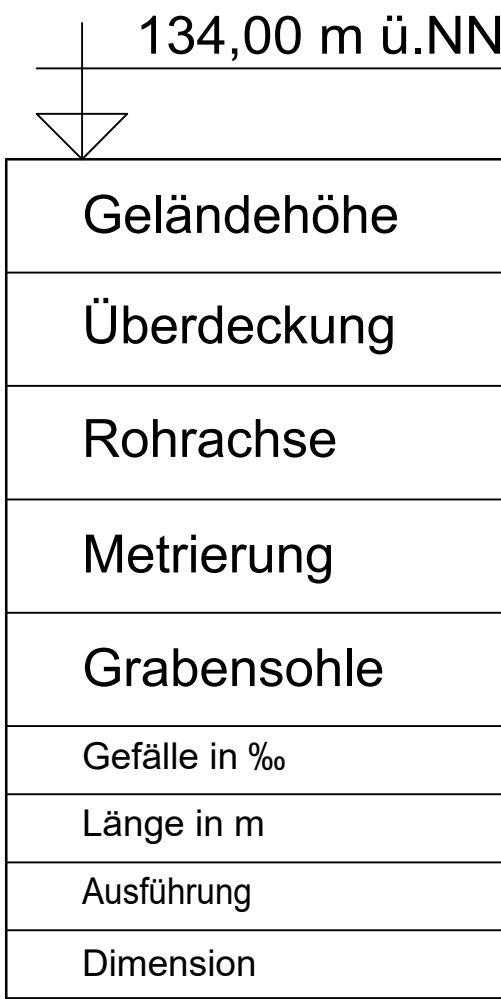 134,00 m ü.NN
Geländehöhe
Überdeckung
Rohrachse
Metrierung
Grabensohle
Gefälle in ‰
Länge in m
Ausführung
Dimension